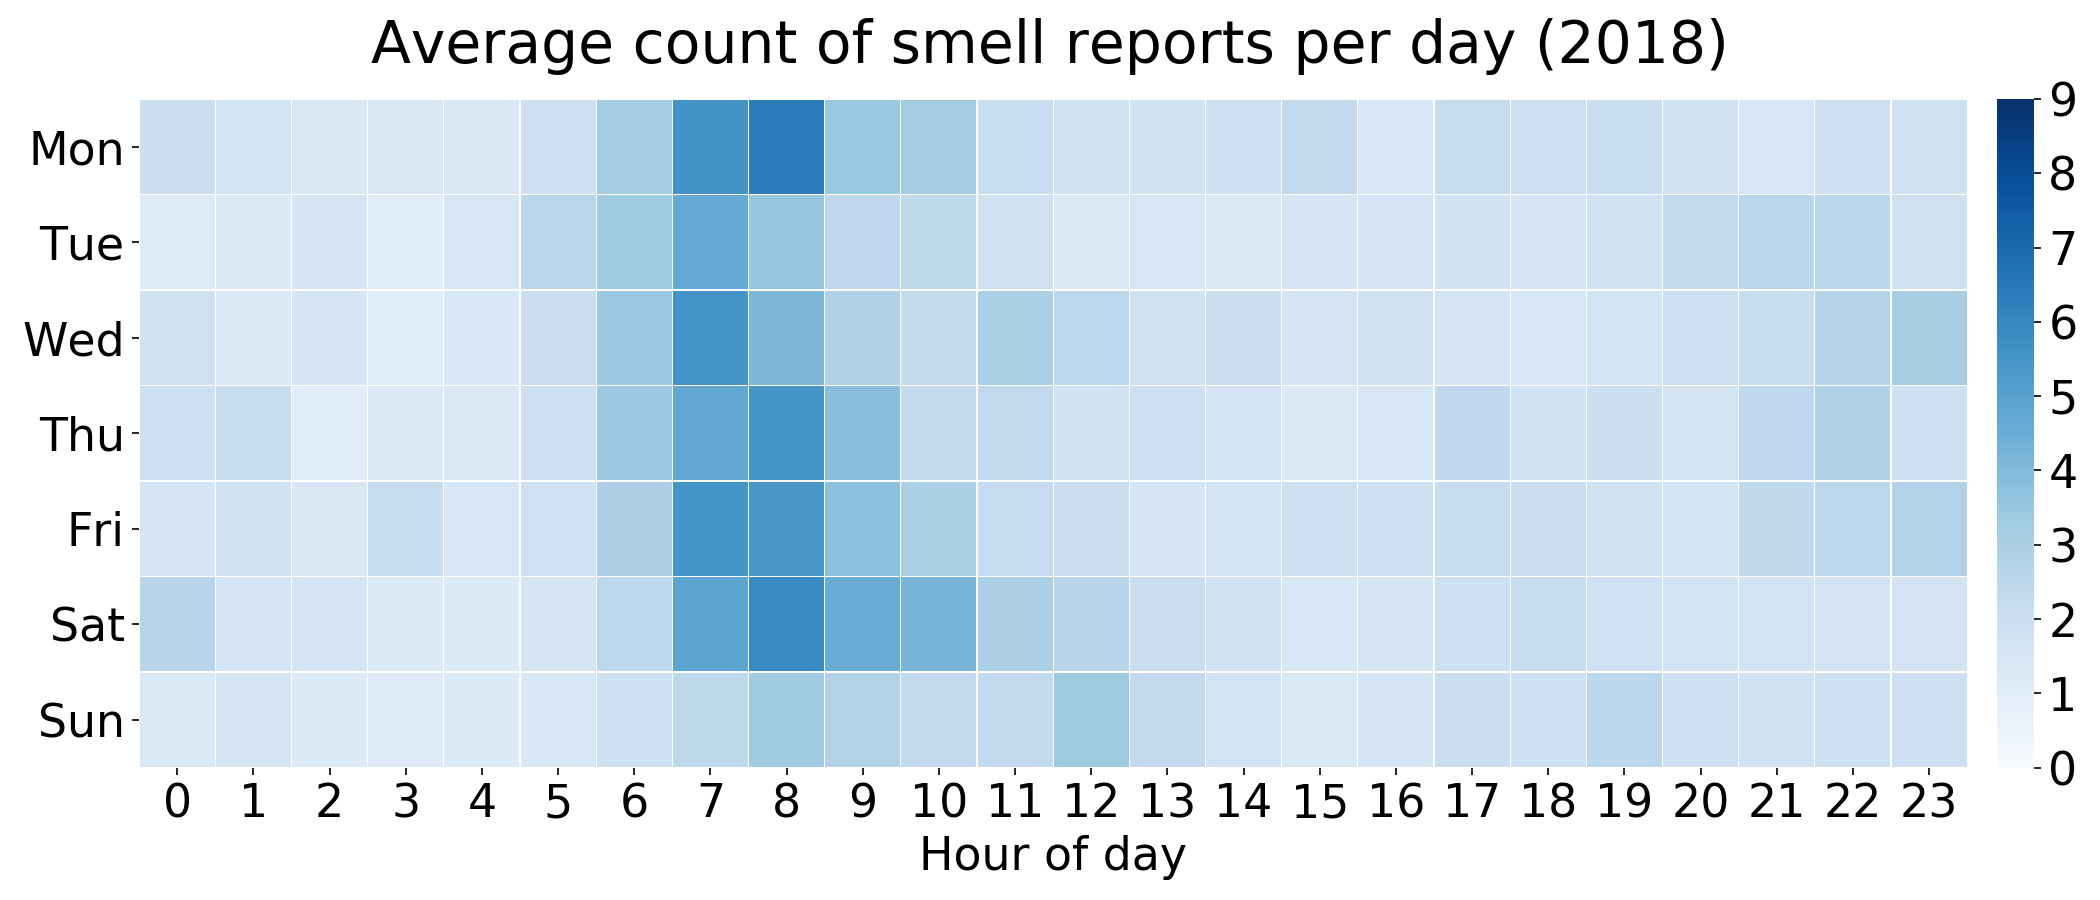 Average count of smell reports per day (2018)
Mon
Tue
Wed
Thu
Fri
Sat
Sun
0 1 2 3 4 5 6 7 8 9 10 11 12 13 14 15 16 17 18 19 20 21 22 23
Hour of day
9
8
7
6
5
4
3
2
1
0